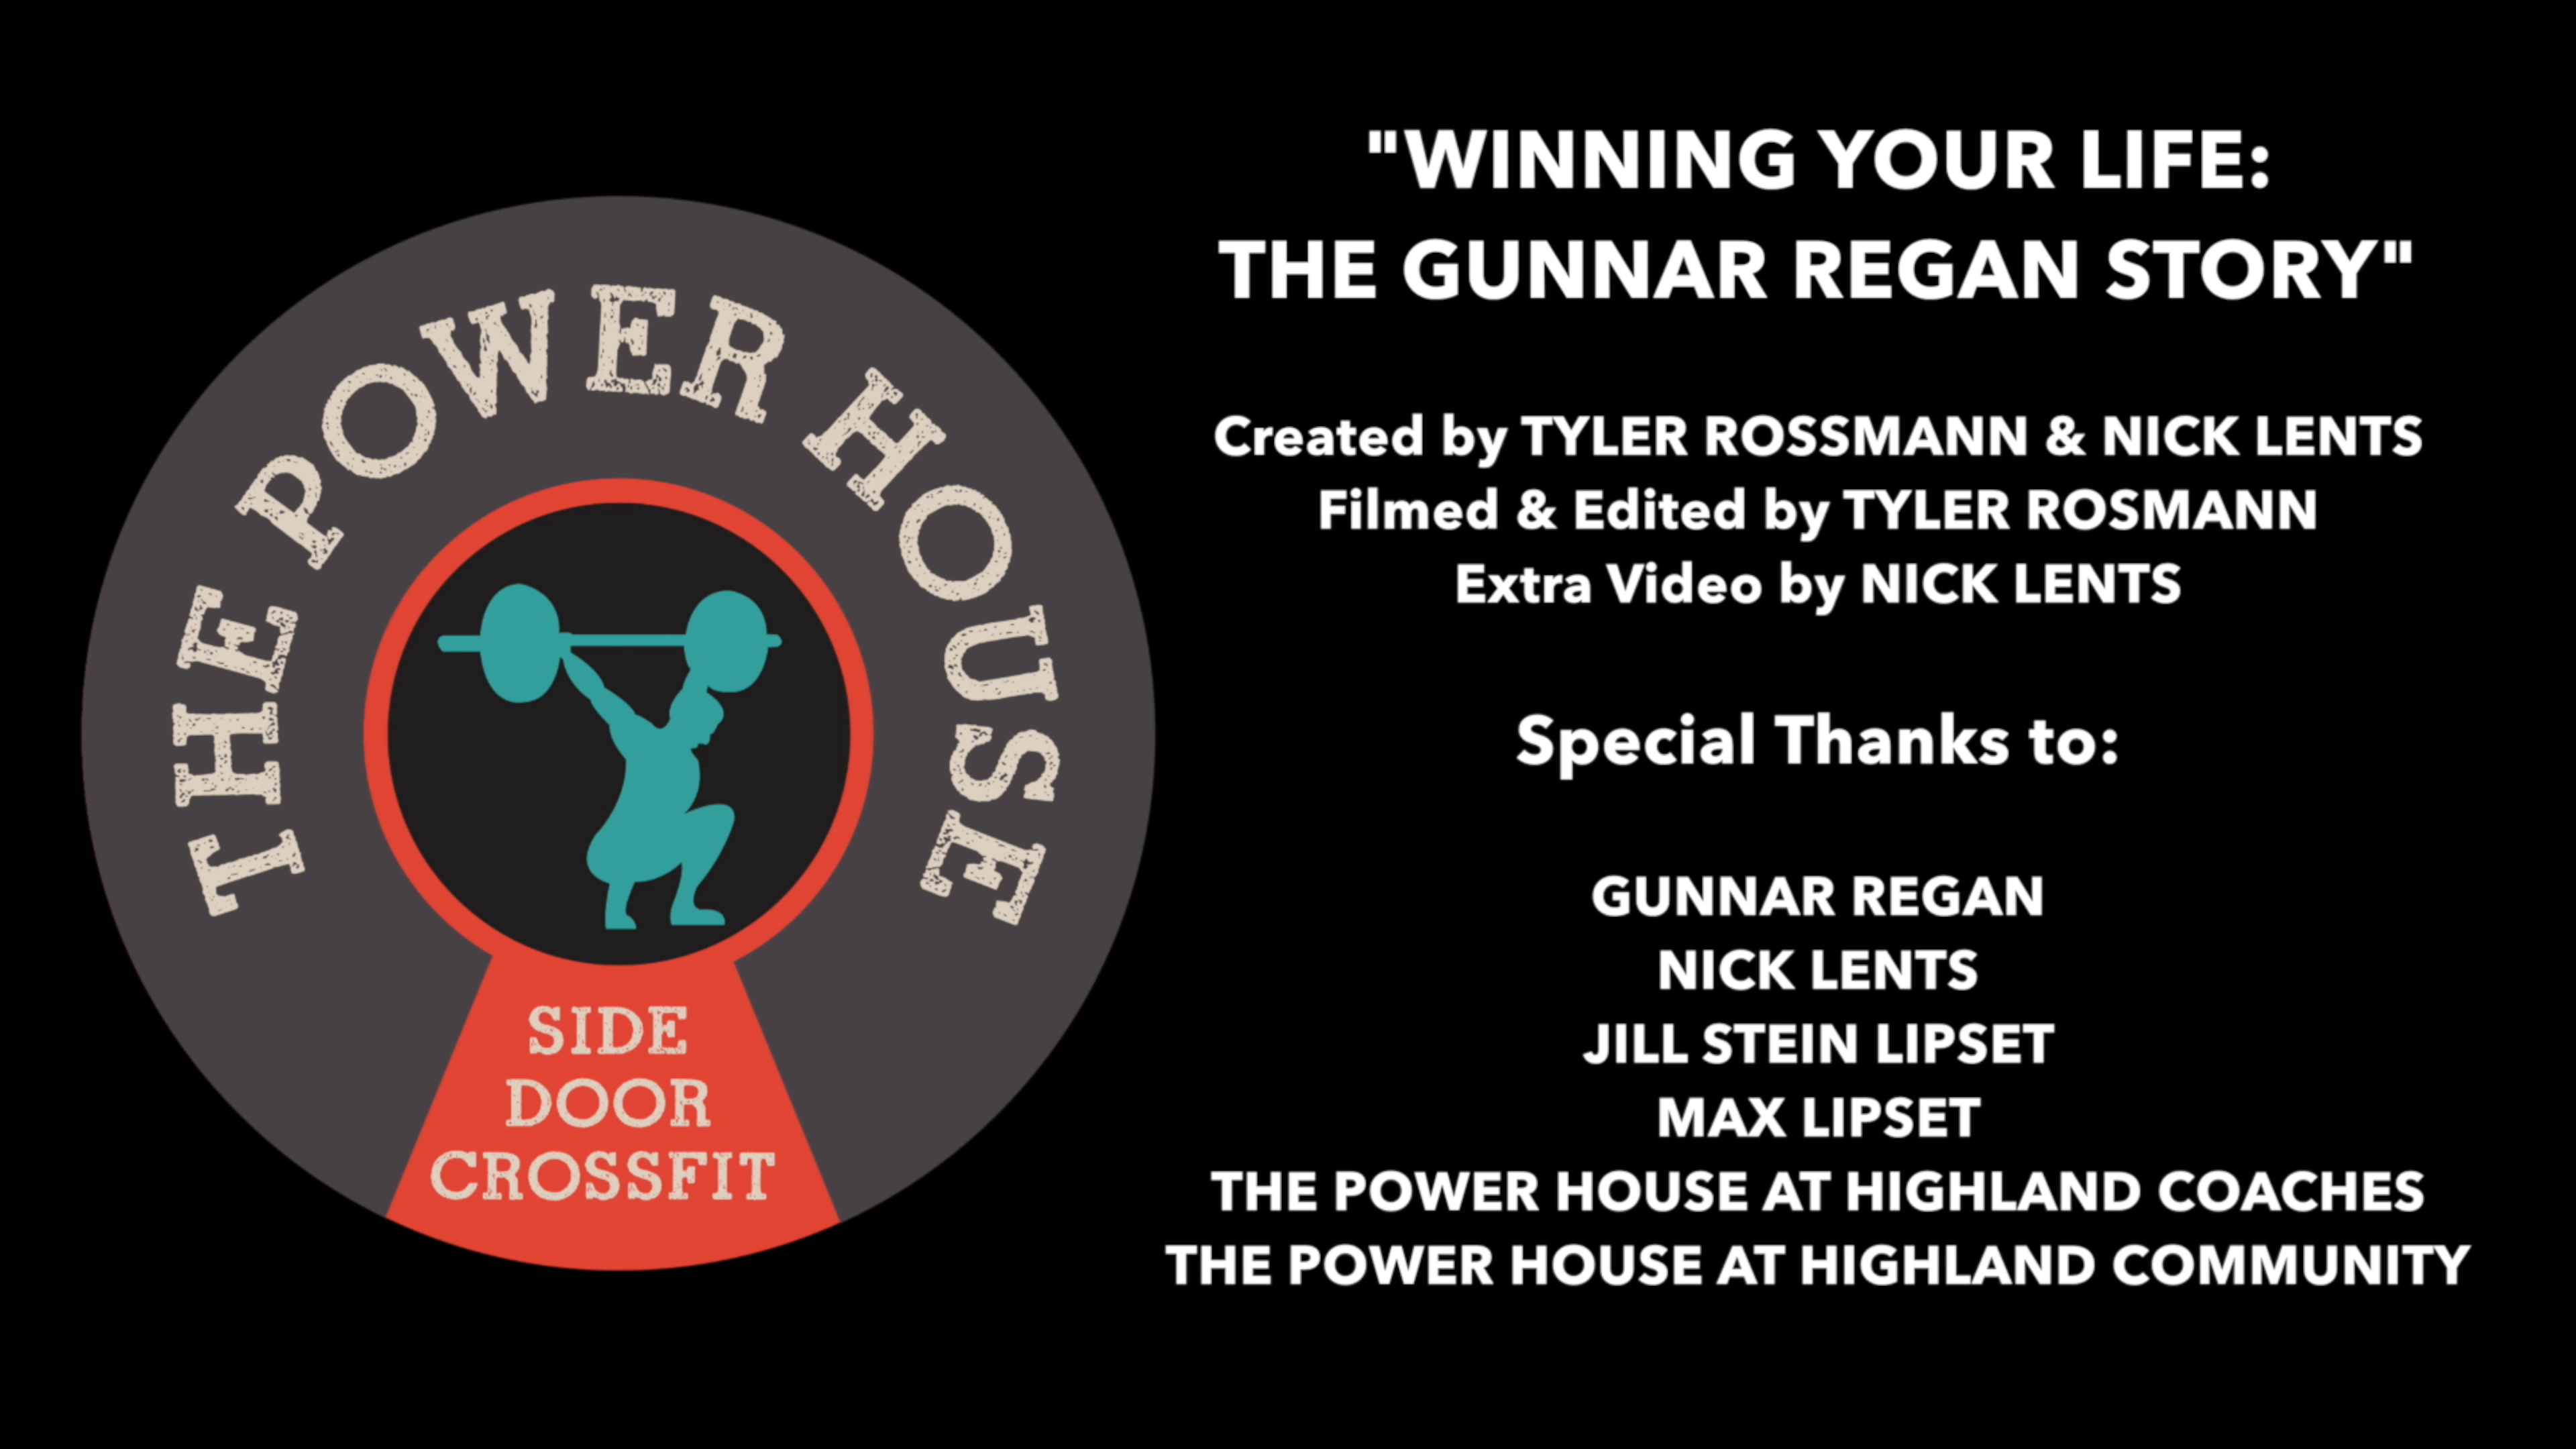 THE POWER HOUSE
SIDE
DOOR
CROSSFIT
"WINNING YOUR LIFE:
THE GUNNAR REGAN STORY"
Created by TYLER ROSSMANN & NICK LENTS
Filmed & Edited by TYLER ROSMANN
Extra Video by NICK LENTS
Special Thanks to:
GUNNAR REGAN
NICK LENTS
JILL STEIN LIPSET
MAX LIPSET
THE POWER HOUSE AT HIGHLAND COACHES
THE POWER HOUSE AT HIGHLAND COMMUNITY